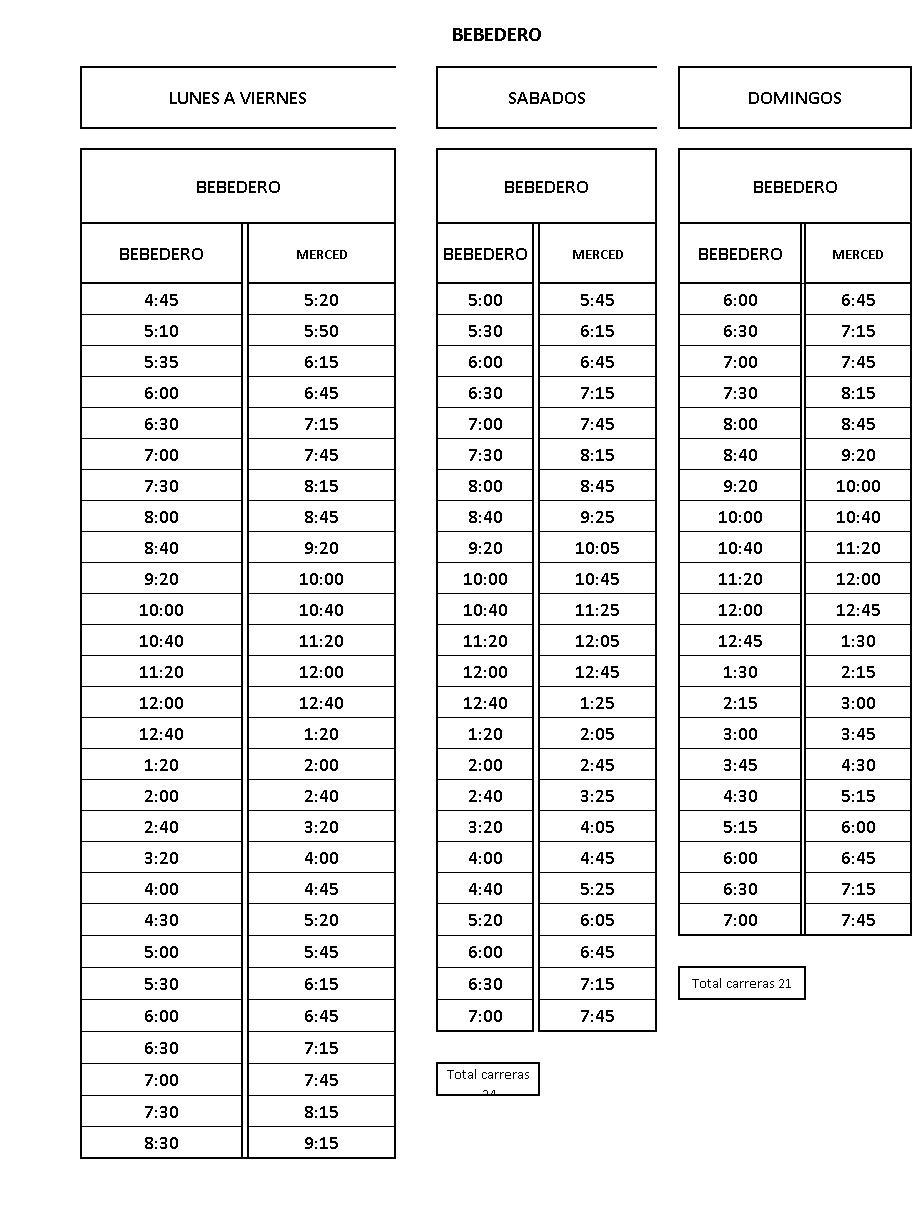 BEBEDERO
LUNES A VIERNES SABADOS DOMINGOS
BEBEDERO BEBEDERO BEBEDERO
BEBEDERO MERCED BEBEDERO MERCED BEBEDERO MERCED
4:45 5:20 5:00 5:45 6:00 6:45
5:10 5:50 5:30 6:15 6:30 7:15
5:35 6:15 6:00 6:45 7:00 7:45
6:00 6:45 6:30 7:15 7:30 8:15
6:30 7:15 7:00 7:45 8:00 8:45
7:00 7:45 7:30 8:15 8:40 9:20
7:30 8:15 8:00 8:45 9:20 10:00
8:00 8:45 8:40 9:25 10:00 10:40
8:40 9:20 9:20 10:05 10:40 11:20
9:20 10:00 10:00 10:45 11:20 12:00
10:00 10:40 10:40 11:25 12:00 12:45
10:40 11:20 11:20 12:05 12:45 1:30
11:20 12:00 12:00 12:45 1:30 2:15
12:00 12:40 12:40 1:25 2:15 3:00
12:40 1:20 1:20 2:05 3:00 3:45
1:20 2:00 2:00 2:45 3:45 4:30
2:00 2:40 2:40 3:25 4:30 5:15
2:40 3:20 3:20 4:05 5:15 6:00
3:20 4:00 4:00 4:45 6:00 6:45
4:00 4:45 4:40 5:25 6:30 7:15
4:30 5:20 5:20 6:05 7:00 7:45
5:00 5:45 6:00 6:45
5:30 6:15 6:30 7:15 Total carreras 21
6:00 6:45 7:00 7:45
6:30 7:15
7:00 7:45 Total carreras
7:30 8:15
8:30 9:15